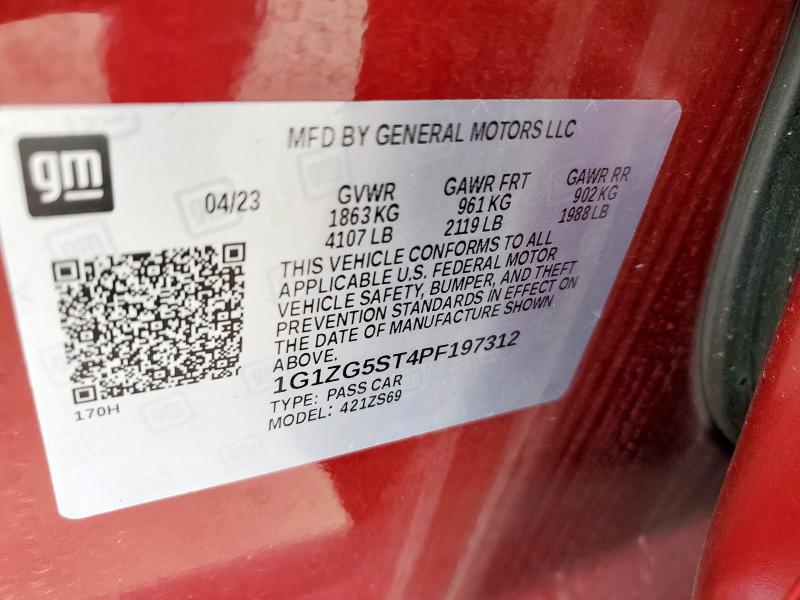 MFD BY GENERAL MOTORS LLC
gm
04/23
GVWR
1863 KG
4107 LB
GAWR FRT
961 KG
2119 LB
GAWR RR
902 KG
1988 LB
THIS VEHICLE CONFORMS TO ALL
APPLICABLE U.S. FEDERAL MOTOR
VEHICLE SAFETY, BUMPER, AND THEFT
PREVENTION STANDARDS IN EFFECT ON
THE DATE OF MANUFACTURE SHOWN
ABOVE.
1G1ZG5ST4PF197312
TYPE: PASS CAR
MODEL: 421ZS69
170H